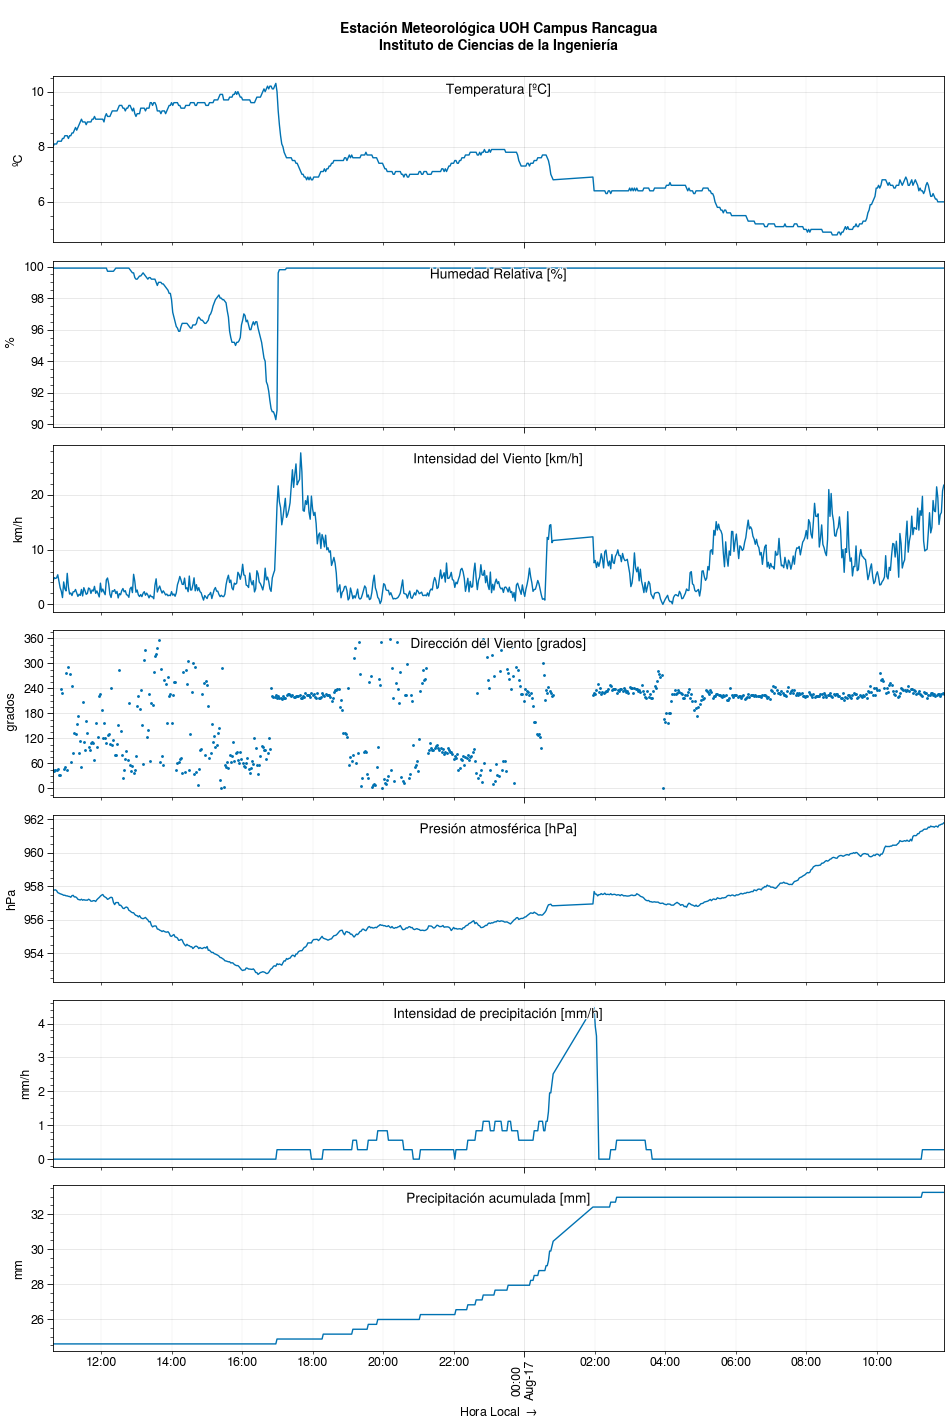 Estación Meteorológica UOH Campus Rancagua
Instituto de Ciencias de la Ingeniería
Temperatura [ºC]
10
8
6
ºC
Humedad Relativa [%]
100
98
96
94
92
90
%
Intensidad del Viento [km/h]
20
10
0
km/h
Dirección del Viento [grados]
360
300
240
180
120
60
0
grados
Presión atmosférica [hPa]
962
960
958
956
954
hPa
Intensidad de precipitación [mm/h]
4
3
2
1
0
mm/h
Precipitación acumulada [mm]
32
30
28
26
mm
12:00 14:00 16:00 18:00 20:00 22:00 00:00 02:00 04:00 06:00 08:00 10:00
Aug-17
Hora Local →